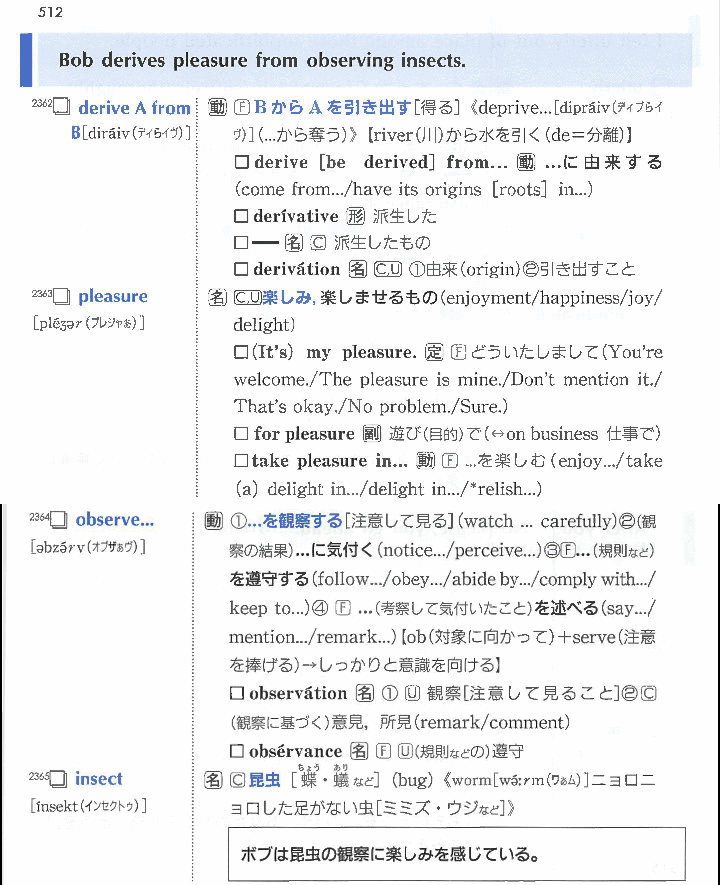 512
Bob derives pleasure from observing insects.
2362□ derive A from 動 ⒻB から A を引き出す[得る]《deprive...[dipráiv(ディプらイ
B[diráiv(ディらイヴ)] ヴ)](...から奪う)》【river(川)から水を引く(de=分離)】
□ derive [be derived] from... 動 ...に由来する
(come from.../have its origins [roots] in...)
□ derívative 形 派生した
□ ― 名 Ⓒ 派生したもの
□ derivátion 名 C,U ①由来(origin)②引き出すこと
2363□ pleasure 名 C,U楽しみ, 楽しませるもの(enjoyment/happiness/joy/
[pléʒər(プレジャぁ)] delight)
□(It's) my pleasure. 定 Ⓕ どういたしまして(You're
welcome./The pleasure is mine./Don't mention it./
That's okay./No problem./Sure.)
□ for pleasure 副 遊び(目的)で(↔on business 仕事で)
□take pleasure in... 動 Ⓕ ...を楽しむ(enjoy.../take
(a) delight in.../delight in.../*relish...)
2364□ observe... 動 ①...を観察する[注意して見る](watch ... carefully)②(観
[əbzə́rv(オブザぁヴ)] 察の結果)...に気付く(notice.../perceive...)③Ⓕ...(規則など)
を遵守する(follow.../obey.../abide by.../comply with.../
keep to...)④ Ⓕ ...(考察して気付いたこと)を述べる(say.../
mention.../remark...)【ob(対象に向かって)+serve(注意
を捧げる)→しっかりと意識を向ける】
□ observátion 名 ① Ⓤ 観察[注意して見ること]②Ⓒ
(観察に基づく)意見, 所見(remark/comment)
□ obsérvance 名 Ⓕ Ⓤ(規則などの)遵守
2365□ insect 名 Ⓒ昆虫 [蝶・蟻 など] (bug)《worm[wə́:rm(ワぁム)]ニョロニ
[ínsekt(インセクトゥ)] ョロした足がない虫[ミミズ・ウジなど]》
ボブは昆虫の観察に楽しみを感じている。